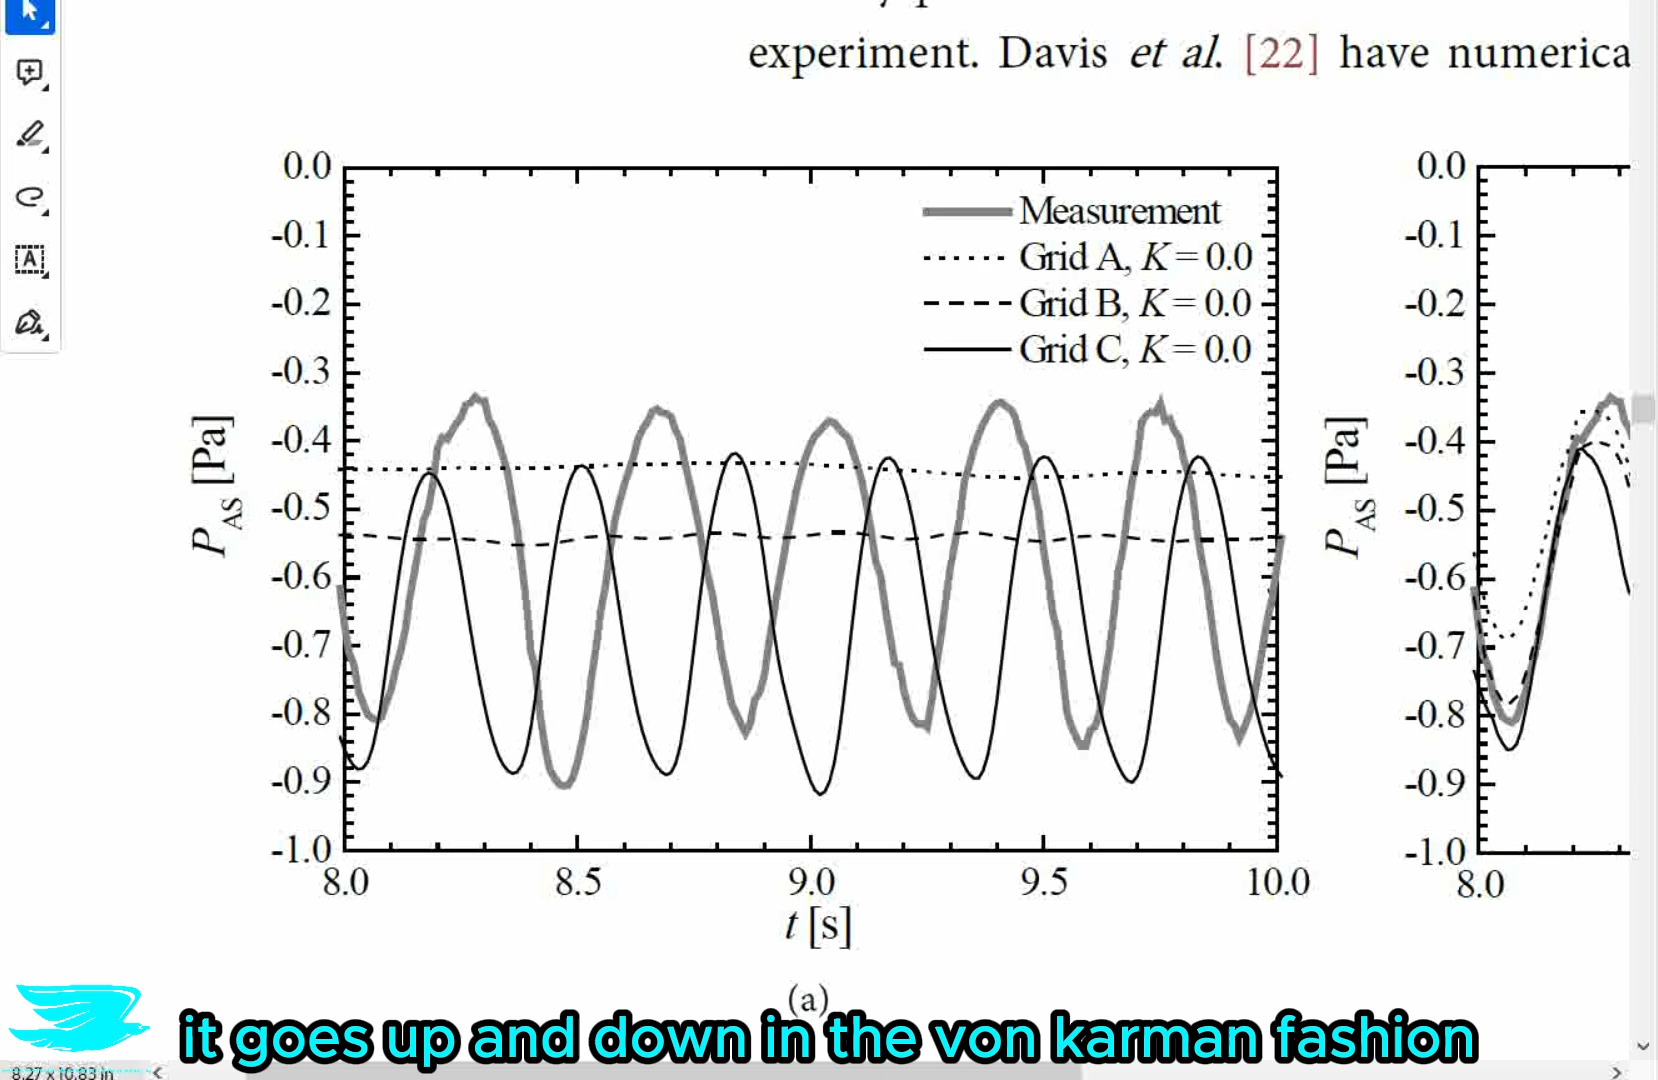 experiment. Davis et al. [22] have numerica
0.0
-0.1
-0.2
-0.3
-0.4
-0.5
-0.6
-0.7
-0.8
-0.9
-1.0
P_AS [Pa]
Measurement
Grid A, K = 0.0
Grid B, K = 0.0
Grid C, K = 0.0
8.0 8.5 9.0 9.5 10.0
t [s]
(a)
0.0
-0.1
-0.2
-0.3
-0.4
-0.5
-0.6
-0.7
-0.8
-0.9
-1.0
P_AS [Pa]
8.0
it goes up and down in the von karman fashion
8.27 x 10.83 in